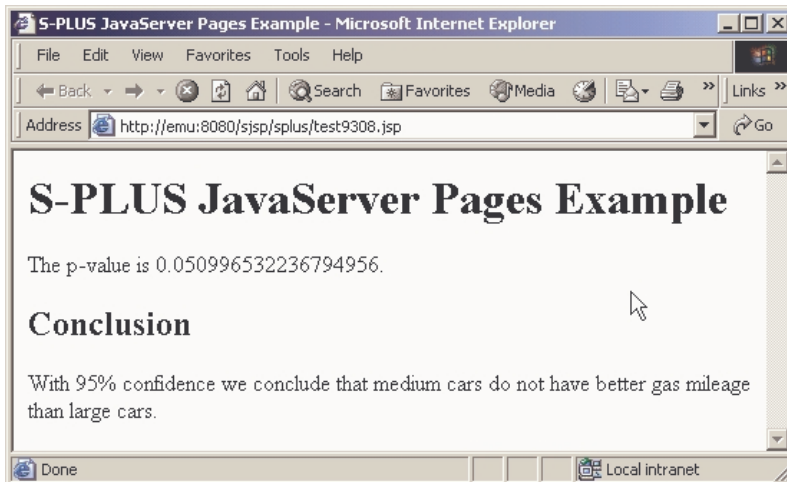 S-PLUS JavaServer Pages Example - Microsoft Internet Explorer
File Edit View Favorites Tools Help
Back Search Favorites Media » Links »
Address http://emu:8080/sjsp/splus/test9308.jsp Go
S-PLUS JavaServer Pages Example
The p-value is 0.050996532236794956.
Conclusion
With 95% confidence we conclude that medium cars do not have better gas mileage
than large cars.
Done Local intranet